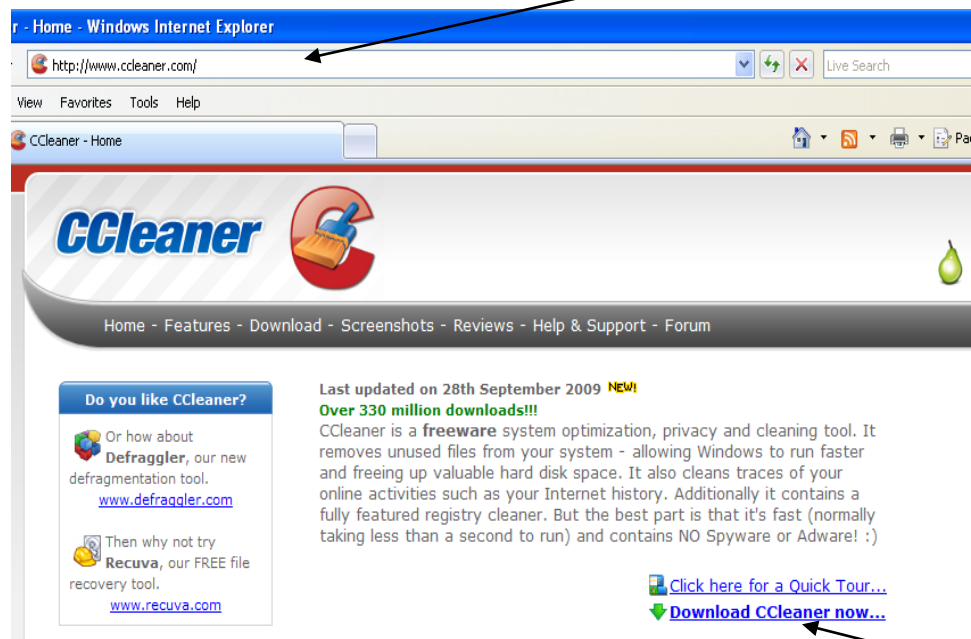 r - Home - Windows Internet Explorer
http://www.ccleaner.com/
Live Search
View Favorites Tools Help
CCleaner - Home
CCleaner
Home - Features - Download - Screenshots - Reviews - Help & Support - Forum
Do you like CCleaner?
Or how about
Defraggler, our new
defragmentation tool.
www.defraggler.com
Then why not try
Recuva, our FREE file
recovery tool.
www.recuva.com
Last updated on 28th September 2009 NEW!
Over 330 million downloads!!!
CCleaner is a freeware system optimization, privacy and cleaning tool. It
removes unused files from your system - allowing Windows to run faster
and freeing up valuable hard disk space. It also cleans traces of your
online activities such as your Internet history. Additionally it contains a
fully featured registry cleaner. But the best part is that it's fast (normally
taking less than a second to run) and contains NO Spyware or Adware! :)
Click here for a Quick Tour...
Download CCleaner now...